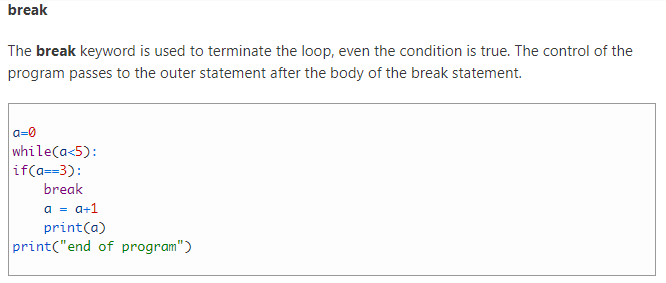 break
The break keyword is used to terminate the loop, even the condition is true. The control of the
program passes to the outer statement after the body of the break statement.
a=0
while(a<5):
if(a==3):
    break
    a = a+1
    print(a)
print("end of program")